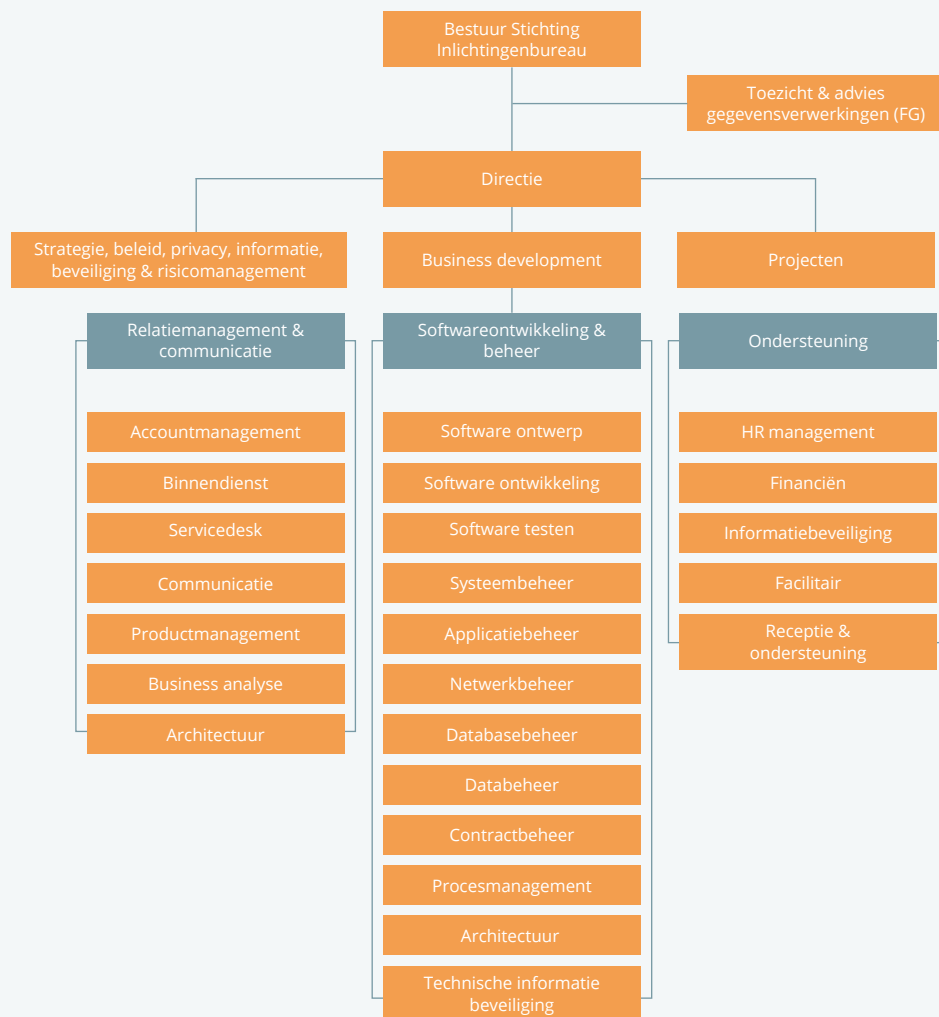 Bestuur Stichting
Inlichtingenbureau
Toezicht & advies
gegevensverwerkingen (FG)
Directie
Strategie, beleid, privacy, informatie,
beveiliging & risicomanagement
Business development
Projecten
Relatiemanagement &
communicatie
Softwareontwikkeling &
beheer
Ondersteuning
Accountmanagement
Binnendienst
Servicedesk
Communicatie
Productmanagement
Business analyse
Architectuur
Software ontwerp
Software ontwikkeling
Software testen
Systeembeheer
Applicatiebeheer
Netwerkbeheer
Databasebeheer
Databeheer
Contractbeheer
Procesmanagement
Architectuur
Technische informatie
beveiliging
HR management
Financiën
Informatiebeveiliging
Facilitair
Receptie &
ondersteuning